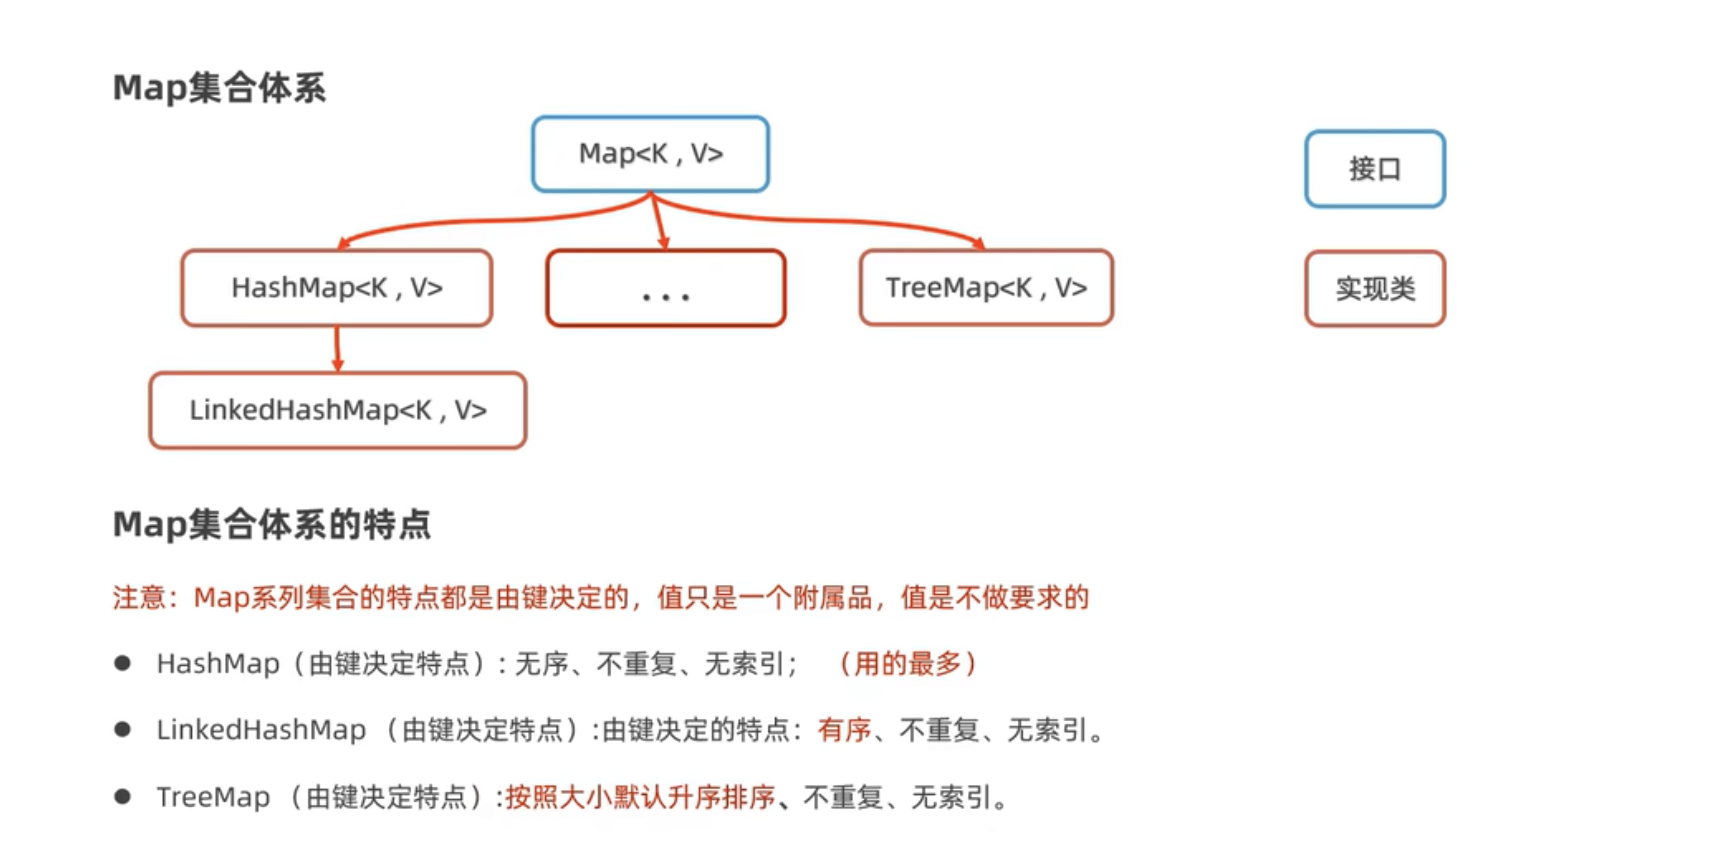 Map集合体系
Map<K , V>
接口
HashMap<K , V>
...
TreeMap<K , V>
实现类
LinkedHashMap<K , V>
Map集合体系的特点
注意：Map系列集合的特点都是由键决定的，值只是一个附属品，值是不做要求的
● HashMap（由键决定特点）: 无序、不重复、无索引； （用的最多）
● LinkedHashMap （由键决定特点）:由键决定的特点：有序、不重复、无索引。
● TreeMap （由键决定特点）:按照大小默认升序排序、不重复、无索引。